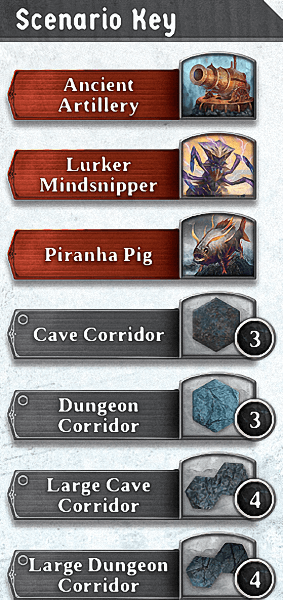 Scenario Key
Ancient
Artillery
Lurker
Mindsnipper
Piranha Pig
Cave Corridor
3
Dungeon
Corridor
3
Large Cave
Corridor
4
Large Dungeon
Corridor
4